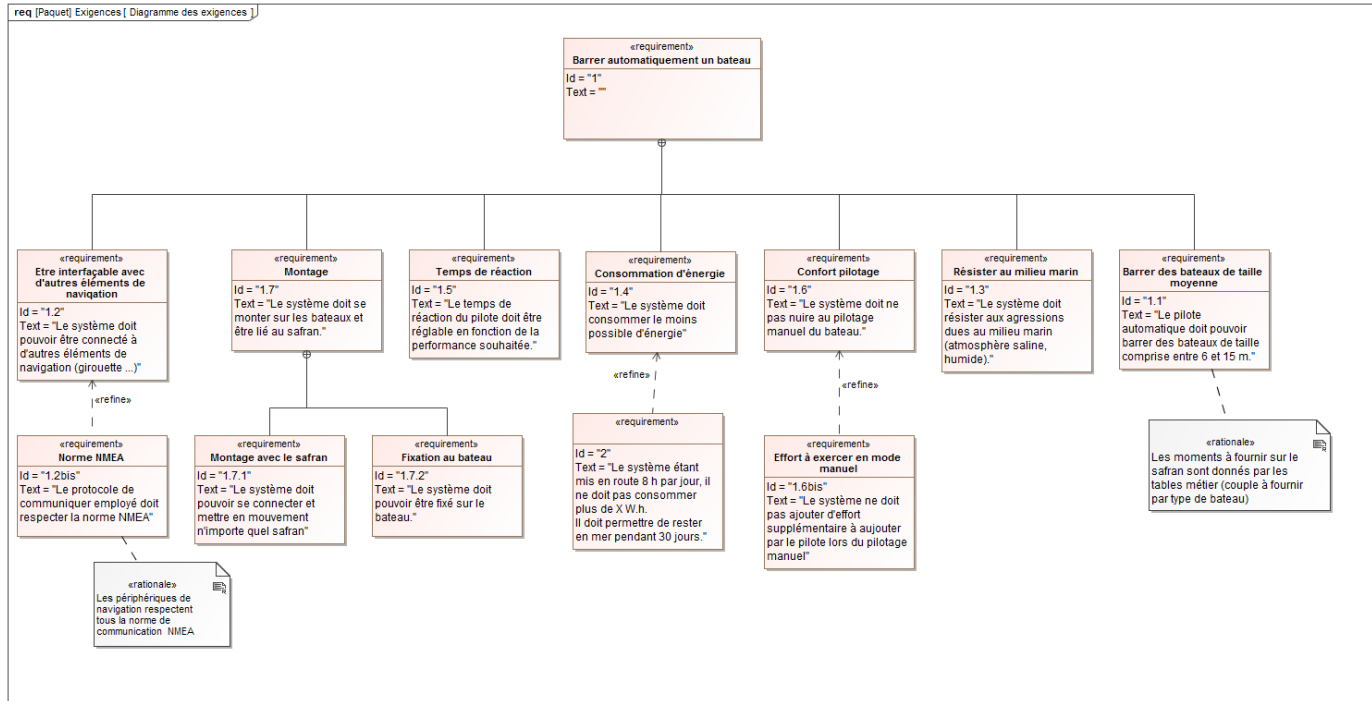 req [Paquet] Exigences [ Diagramme des exigences ]
«requirement»
Barrer automatiquement un bateau
Id = "1"
Text = ""
«requirement»
Etre interfaçable avec
d'autres éléments de
navigation
Id = "1.2"
Text = "Le système doit
pouvoir être connecté à
d'autres éléments de
navigation (girouette ...)"
«requirement»
Montage
Id = "1.7"
Text = "Le système doit se
monter sur les bateaux et
être lié au safran."
«requirement»
Temps de réaction
Id = "1.5"
Text = "Le temps de
réaction du pilote doit être
réglable en fonction de la
performance souhaitée."
«requirement»
Consommation d'énergie
Id = "1.4"
Text = "Le système doit
consommer le moins
possible d'énergie"
«requirement»
Confort pilotage
Id = "1.6"
Text = "Le système doit ne
pas nuire au pilotage
manuel du bateau."
«requirement»
Résister au milieu marin
Id = "1.3"
Text = "Le système doit
résister aux agressions
dues au milieu marin
(atmosphère saline,
humide)."
«requirement»
Barrer des bateaux de taille
moyenne
Id = "1.1"
Text = "Le pilote
automatique doit pouvoir
barrer des bateaux de taille
comprise entre 6 et 15 m."
«refine»
«refine»
«refine»
«requirement»
Norme NMEA
Id = "1.2bis"
Text = "Le protocole de
communiquer employé doit
respecter la norme NMEA"
«requirement»
Montage avec le safran
Id = "1.7.1"
Text = "Le système doit
pouvoir se connecter et
mettre en mouvement
n'importe quel safran"
«requirement»
Fixation au bateau
Id = "1.7.2"
Text = "Le système doit
pouvoir être fixé sur le
bateau."
«requirement»
Id = "2"
Text = "Le système étant
mis en route 8 h par jour, il
ne doit pas consommer
plus de X W.h.
Il doit permettre de rester
en mer pendant 30 jours."
«requirement»
Effort à exercer en mode
manuel
Id = "1.6bis"
Text = "Le système ne doit
pas ajouter d'effort
supplémentaire à aujouter
par le pilote lors du pilotage
manuel"
«rationale»
Les moments à fournir sur le
safran sont donnés par les
tables métier (couple à fournir
par type de bateau)
«rationale»
Les périphériques de
navigation respectent
tous la norme de
communication NMEA